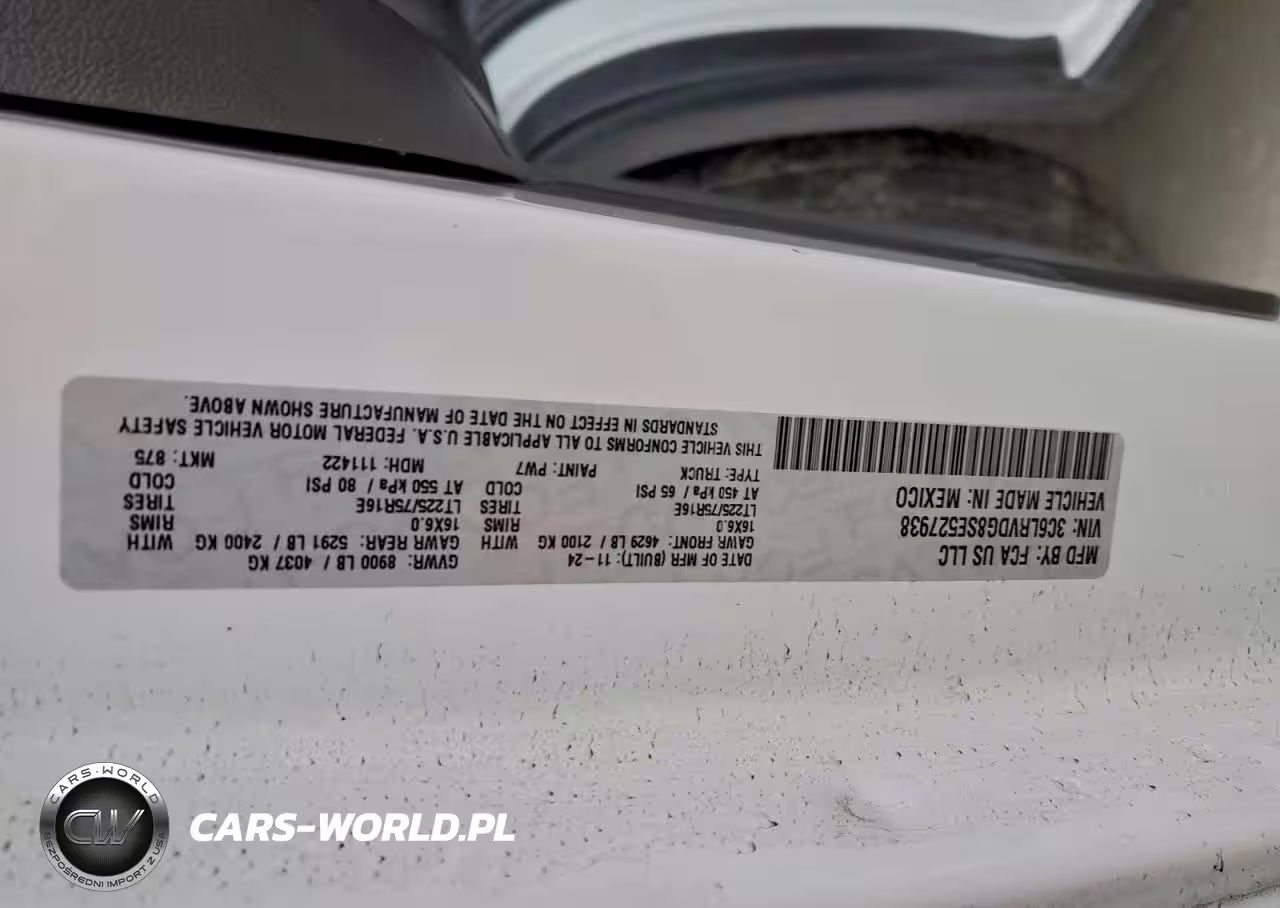 MFD BY: FCA US LLC
VIN: 3C6LRVDG8SE527938
VEHICLE MADE IN: MEXICO
DATE OF MFR (BUILT): 11-24 GVWR: 8900 LB / 4037 KG
GAWR FRONT: 4629 LB / 2100 KG WITH GAWR REAR: 5291 LB / 2400 KG WITH
16X6.0 RIMS 16X6.0 RIMS
LT225/75R16E TIRES LT225/75R16E TIRES
AT 450 kPa / 65 PSI COLD AT 550 kPa / 80 PSI COLD
TYPE: TRUCK PAINT: PW7 MDH: 111422 MKT: 875
THIS VEHICLE CONFORMS TO ALL APPLICABLE U.S.A. FEDERAL MOTOR VEHICLE SAFETY
STANDARDS IN EFFECT ON THE DATE OF MANUFACTURE SHOWN ABOVE.
CARS-WORLD
CW
BEZPOŚREDNI IMPORT Z USA
CARS-WORLD.PL